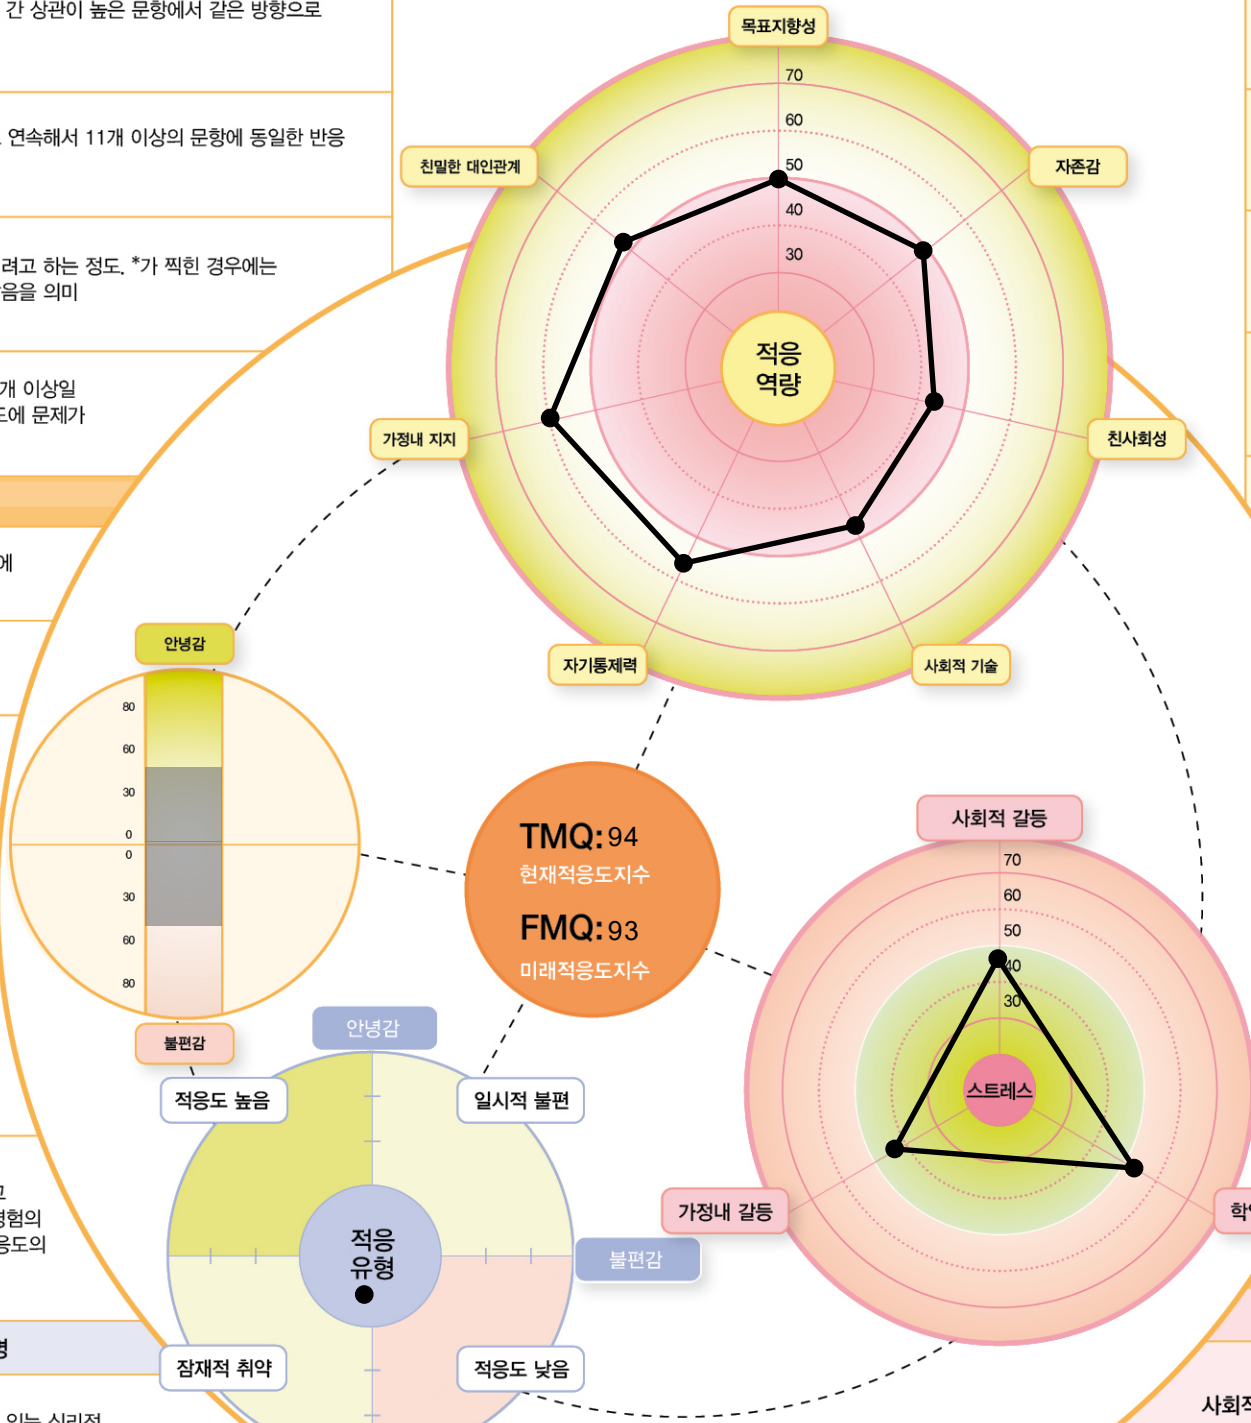 간 상관이 높은 문항에서 같은 방향으로
연속해서 11개 이상의 문항에 동일한 반응
려고 하는 정도. *가 찍힌 경우에는
음을 의미
개 이상일
도에 문제가
에
목표지향성
친밀한 대인관계
자존감
70
60
50
40
30
적응
역량
가정내 지지
친사회성
자기통제력
사회적 기술
안녕감
80
60
30
0
0
30
60
80
불편감
TMQ: 94
현재적응도지수
FMQ: 93
미래적응도지수
사회적 갈등
70
60
50
40
30
스트레스
가정내 갈등
안녕감
적응도 높음
일시적 불편
적응
유형
불편감
잠재적 취약
적응도 낮음
고
경험의
응도의
명
사회적